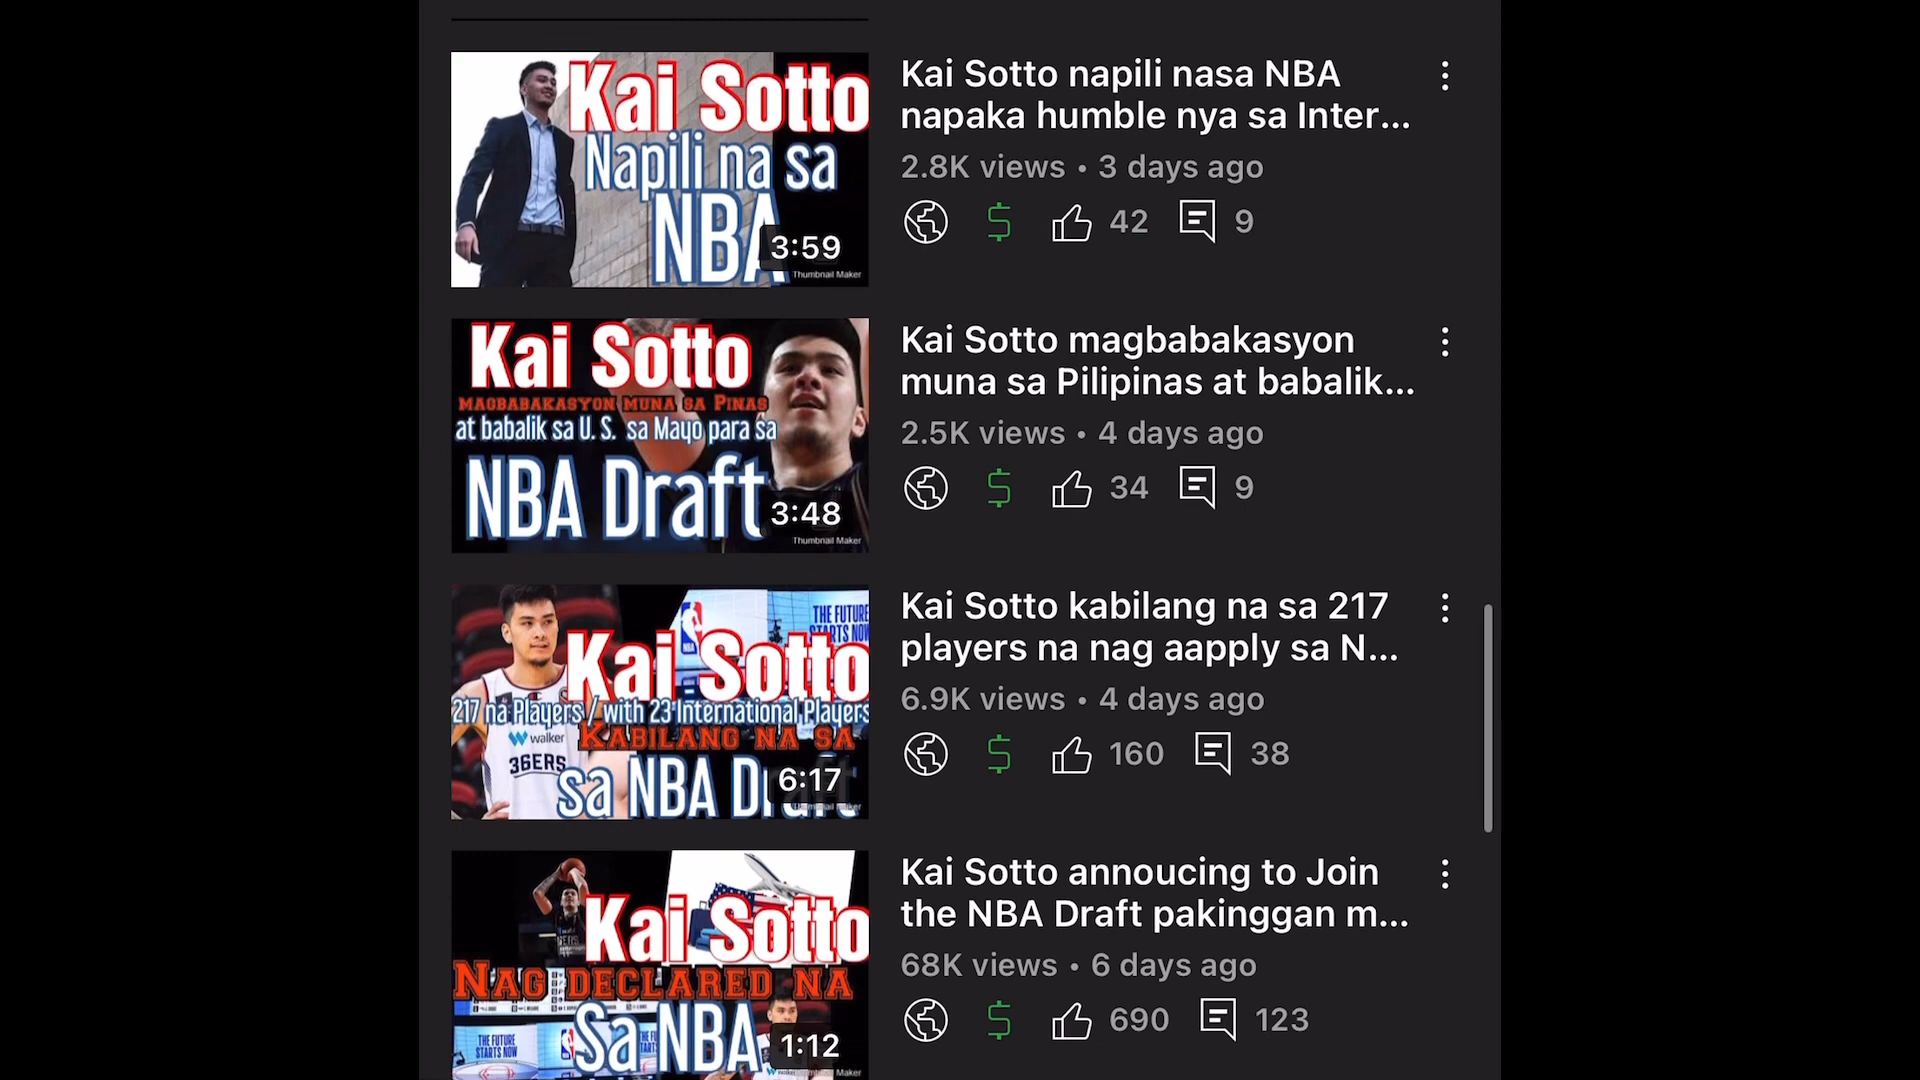 Kai Sotto
Napili na sa
NBA
3:59
Thumbnail Maker
Kai Sotto napili nasa NBA
napaka humble nya sa Inter...
2.8K views • 3 days ago
42 9
Kai Sotto
MAGBABAKASYON MUNA SA PINAS
at babalik sa U. S. sa Mayo para sa
NBA Draft
3:48
Thumbnail Maker
Kai Sotto magbabakasyon
muna sa Pilipinas at babalik...
2.5K views • 4 days ago
34 9
THE FUTURE
STARTS NOW
NBA
Kai Sotto
217 na Players / with 23 International Players
walker
KABILANG NA SA
36ERS
sa NBA Draft
6:17
Thumbnail Maker
Kai Sotto kabilang na sa 217
players na nag aapply sa N...
6.9K views • 4 days ago
160 38
Kai Sotto
NAG DECLARED NA
Sa NBA
THE FUTURE
STARTS NOW
1:12
Thumbnail Maker
Kai Sotto annoucing to Join
the NBA Draft pakinggan m...
68K views • 6 days ago
690 123